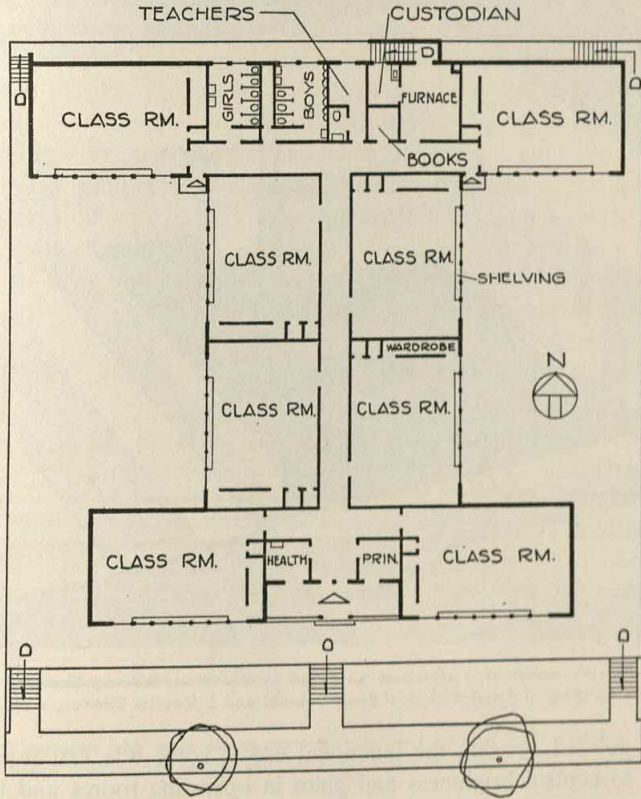 TEACHERS
CUSTODIAN
D
D
D
GIRLS
BOYS
FURNACE
CLASS RM.
CLASS RM.
BOOKS
CLASS RM.
CLASS RM.
SHELVING
WARDROBE
N
CLASS RM.
CLASS RM.
CLASS RM.
HEALTH
PRIN.
CLASS RM.
D
D
D